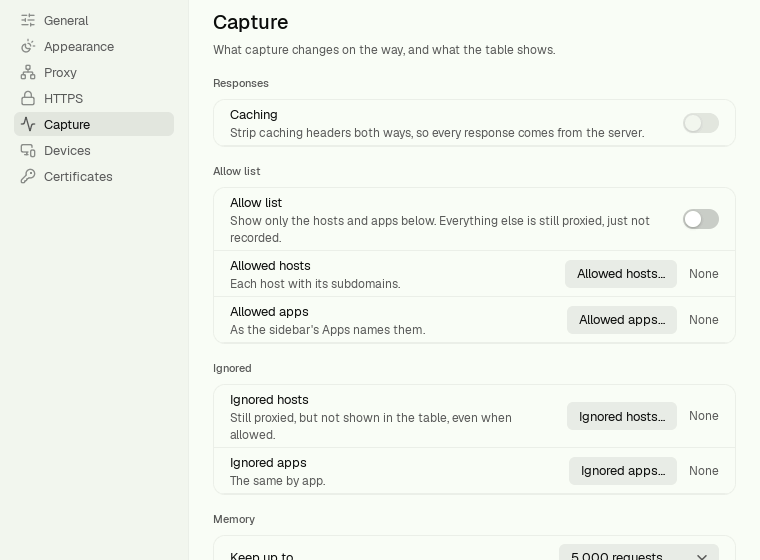 General
Appearance
Proxy
HTTPS
Capture
Devices
Certificates
Capture
What capture changes on the way, and what the table shows.
Responses
Caching
Strip caching headers both ways, so every response comes from the server.
Allow list
Allow list
Show only the hosts and apps below. Everything else is still proxied, just not
recorded.
Allowed hosts
Each host with its subdomains.
Allowed hosts...
None
Allowed apps
As the sidebar's Apps names them.
Allowed apps...
None
Ignored
Ignored hosts
Still proxied, but not shown in the table, even when
allowed.
Ignored hosts...
None
Ignored apps
The same by app.
Ignored apps...
None
Memory
Keep up to
5,000 requests